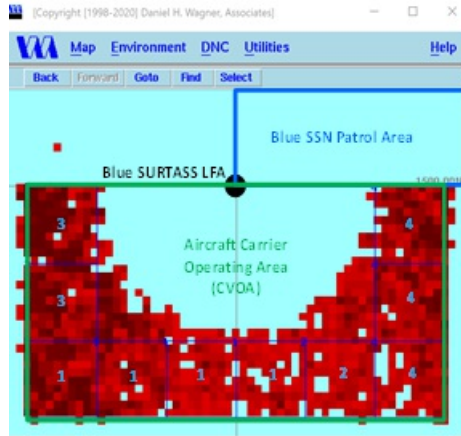 [Copyright [1998-2020] Daniel H. Wagner, Associates]
Map Environment DNC Utilities Help
Back Forward Goto Find Select
Blue SSN Patrol Area
Blue SURTASS LFA
3 4
Aircraft Carrier
Operating Area
(CVOA)
3 4
1 1 1 1 2 4